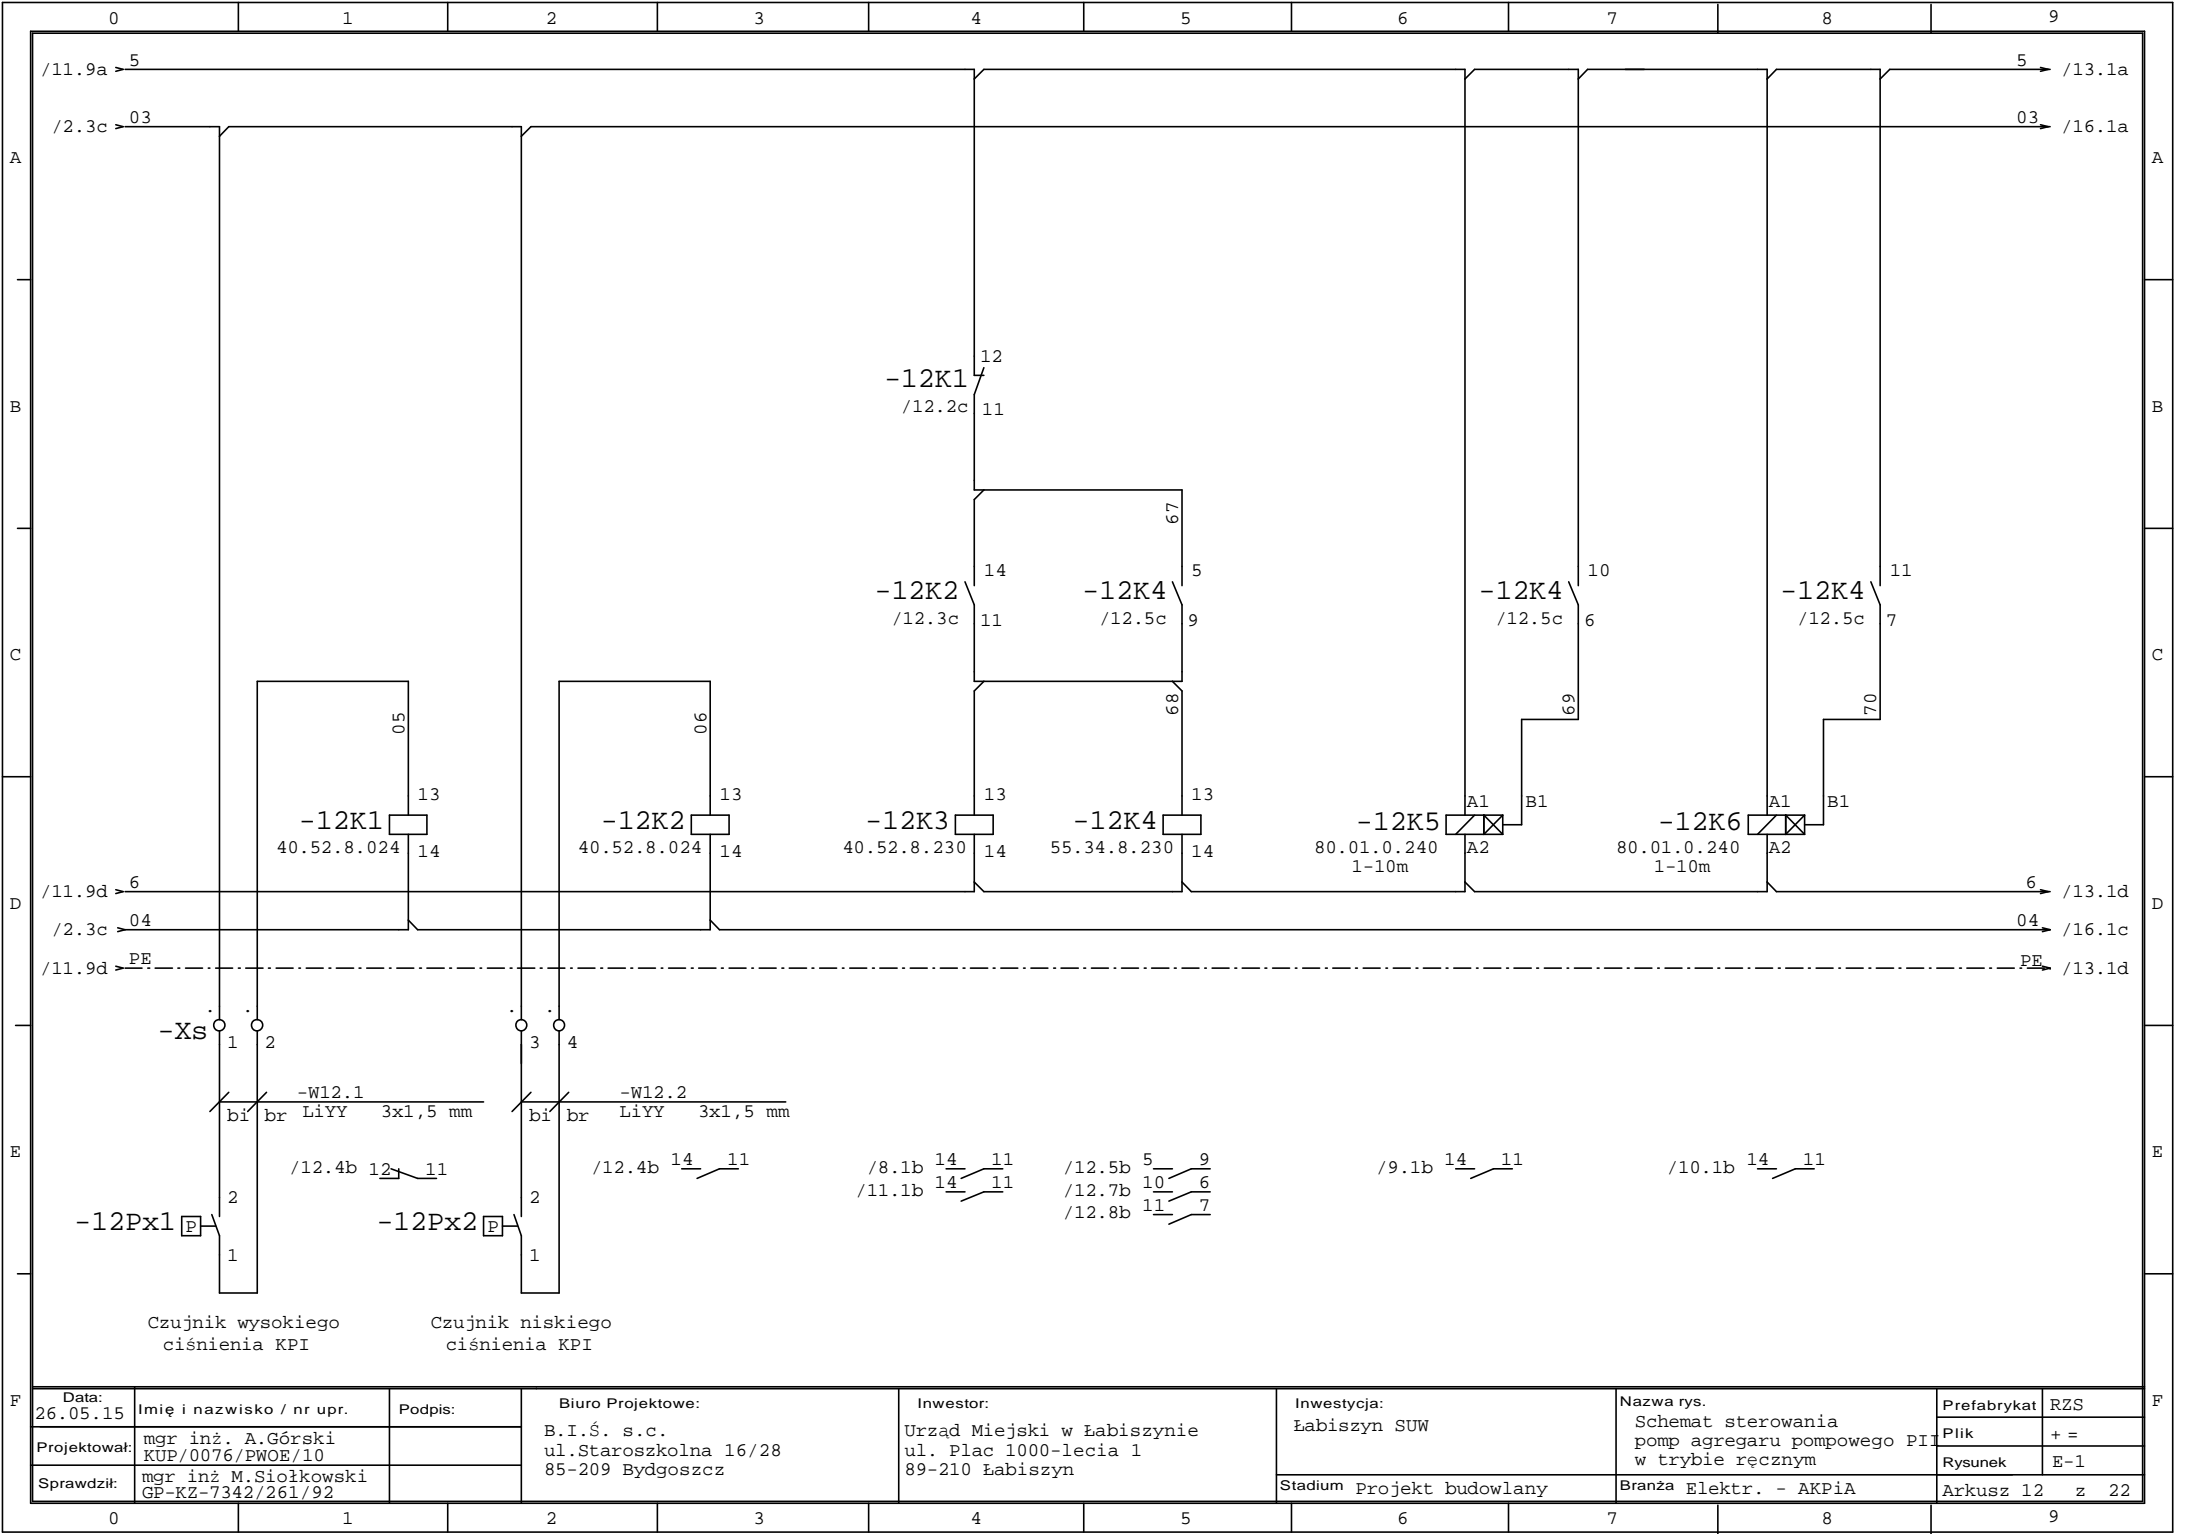 0 1 2 3 4 5 6 7 8 9
/11.9a 5 5 /13.1a
/2.3c 03 03 /16.1a
A A
12
-12K1
/12.2c 11
B B
67
14 5 10 11
-12K2 -12K4 -12K4 -12K4
/12.3c 11 /12.5c 9 /12.5c 6 /12.5c 7
C C
05 06 68 69 70
13 13 13 13 A1 B1 A1 B1
-12K1 -12K2 -12K3 -12K4 -12K5 -12K6
40.52.8.024 14 40.52.8.024 14 40.52.8.230 14 55.34.8.230 14 80.01.0.240 A2 80.01.0.240 A2
1-10m 1-10m
/11.9d 6 6 /13.1d
D D
/2.3c 04 04 /16.1c
/11.9d PE PE /13.1d
-Xs 1 2 3 4
-W12.1 -W12.2
bi br LiYY 3x1,5 mm bi br LiYY 3x1,5 mm
E E
/12.4b 12 11 /12.4b 14 11 /8.1b 14 11 /12.5b 5 9 /9.1b 14 11 /10.1b 14 11
/11.1b 14 11 /12.7b 10 6
/12.8b 11 7
2 2
-12Px1 P -12Px2 P
1 1
Czujnik wysokiego
ciśnienia KPI
Czujnik niskiego
ciśnienia KPI
F F
Data:
26.05.15
Imię i nazwisko / nr upr.
Podpis:
Projektował:
mgr inż. A.Górski
KUP/0076/PWOE/10
Sprawdził:
mgr inż M.Siołkowski
GP-KZ-7342/261/92
Biuro Projektowe:
B.I.Ś. s.c.
ul.Staroszkolna 16/28
85-209 Bydgoszcz
Inwestor:
Urząd Miejski w Łabiszynie
ul. Plac 1000-lecia 1
89-210 Łabiszyn
Inwestycja:
Łabiszyn SUW
Stadium Projekt budowlany
Nazwa rys.
Schemat sterowania
pomp agregaru pompowego PII
w trybie ręcznym
Branża Elektr. - AKPiA
Prefabrykat RZS
Plik + =
Rysunek E-1
Arkusz 12 z 22
0 1 2 3 4 5 6 7 8 9